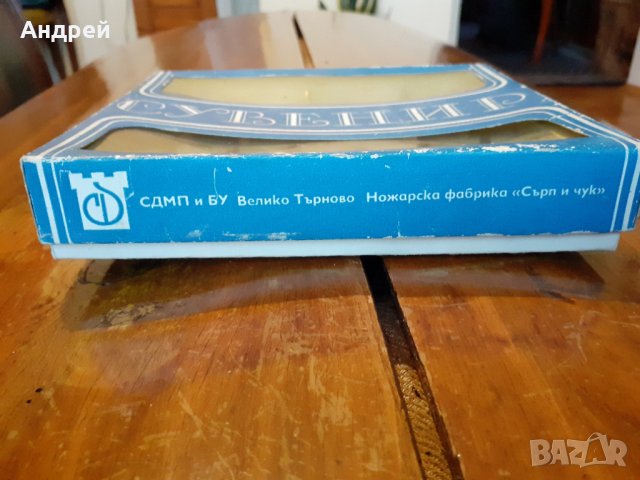 Андрей
СУВЕНИР
СДМП и БУ Велико Търново Ножарска фабрика «Сърп и чук»
BAZAR